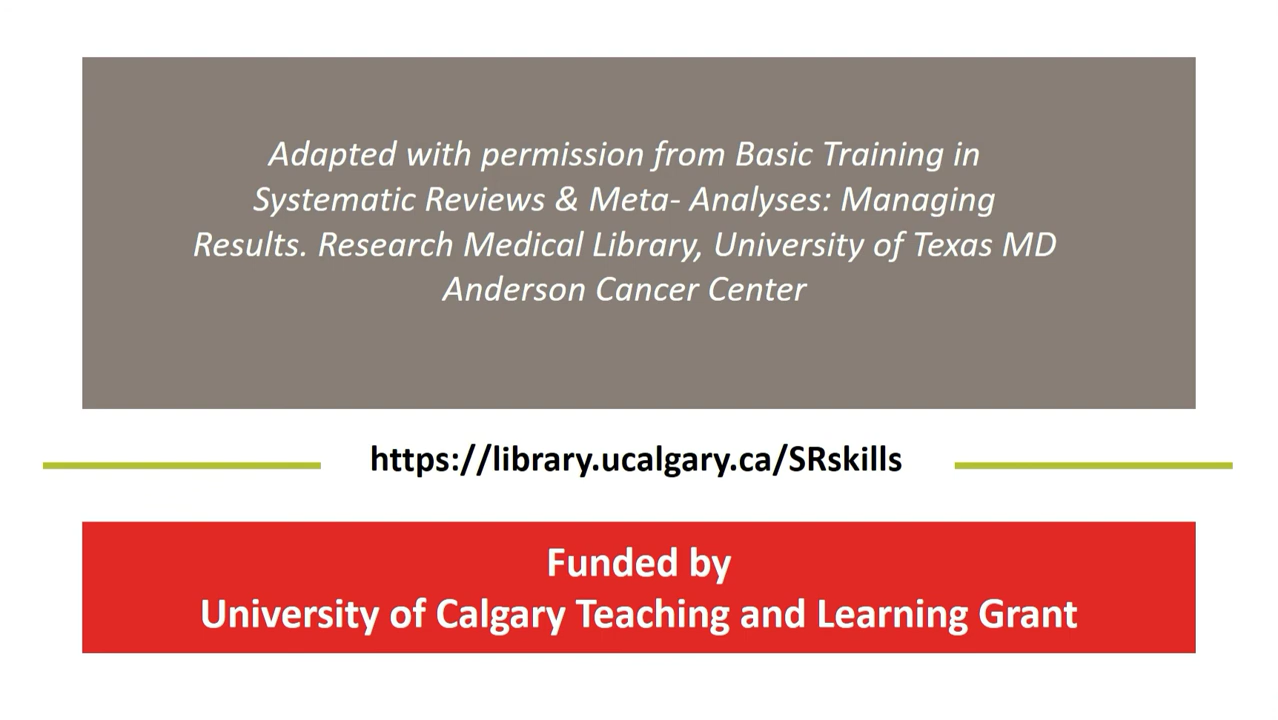 Adapted with permission from Basic Training in
Systematic Reviews & Meta- Analyses: Managing
Results. Research Medical Library, University of Texas MD
Anderson Cancer Center
https://library.ucalgary.ca/SRskills
Funded by
University of Calgary Teaching and Learning Grant